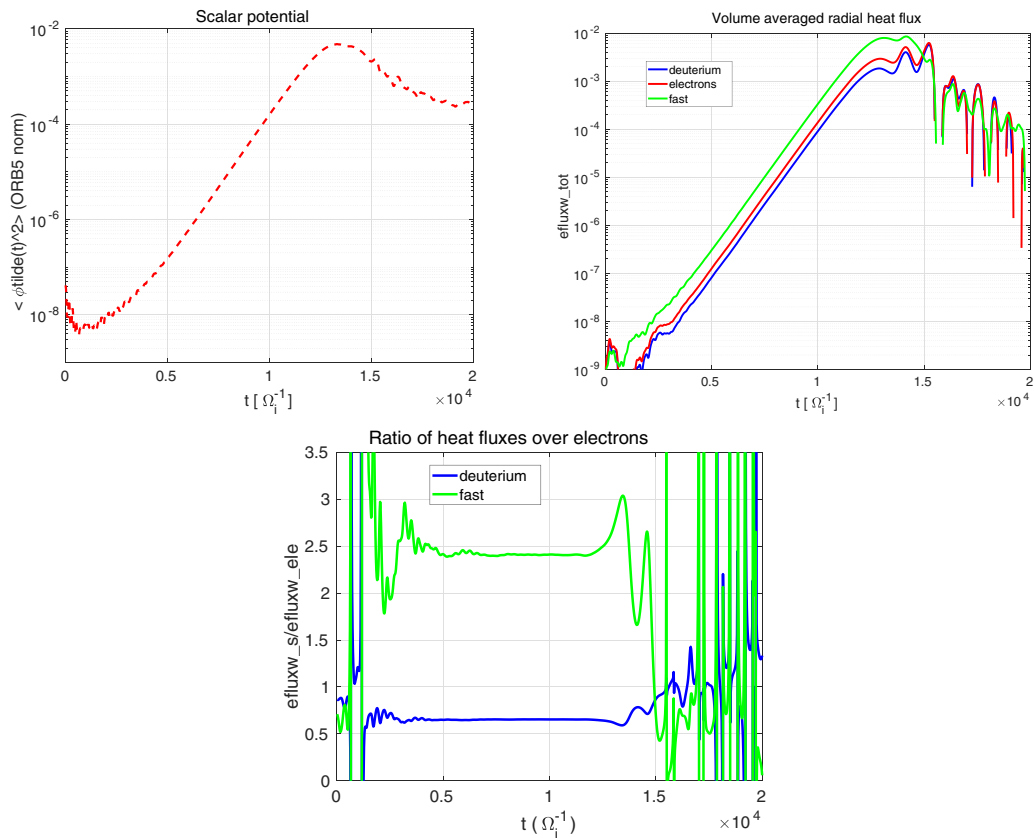 Scalar potential
10^-2
10^-4
10^-6
10^-8
< ϕtilde(t)^2> (ORB5 norm)
0 0.5 1 1.5 2
t [ Ω_i^-1]
×10^4
Volume averaged radial heat flux
deuterium
electrons
fast
10^-2
10^-3
10^-4
10^-5
10^-6
10^-7
10^-8
10^-9
efluxw_tot
0 0.5 1 1.5 2
t [ Ω_i^-1]
×10^4
Ratio of heat fluxes over electrons
deuterium
fast
3.5
3
2.5
2
1.5
1
0.5
0
efluxw_s/efluxw_ele
0 0.5 1 1.5 2
t ( Ω_i^-1)
×10^4